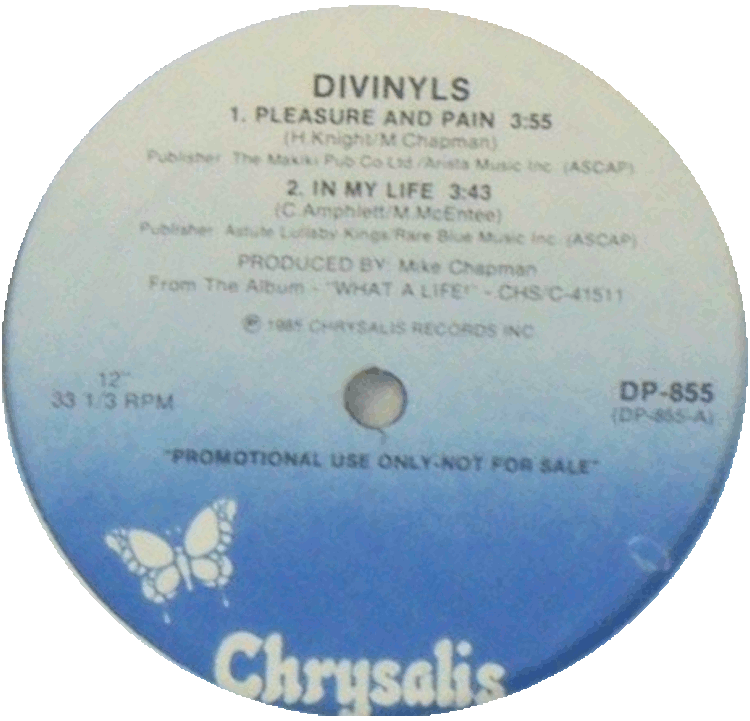 DIVINYLS
1. PLEASURE AND PAIN 3:55
(H.Knight/M.Chapman)
Publisher: The Makiki Pub.Co.Ltd./Arista Music Inc. (ASCAP)
2. IN MY LIFE 3:43
(C.Amphlett/M.McEntee)
Publisher: Astute Lullaby Kings/Rare Blue Music Inc. (ASCAP)
PRODUCED BY: Mike Chapman
From The Album - "WHAT A LIFE!" - CHS/C-41511
℗ 1985 CHRYSALIS RECORDS INC.
12"
33 1/3 RPM
DP-855
(DP-855-A)
"PROMOTIONAL USE ONLY-NOT FOR SALE"
Chrysalis